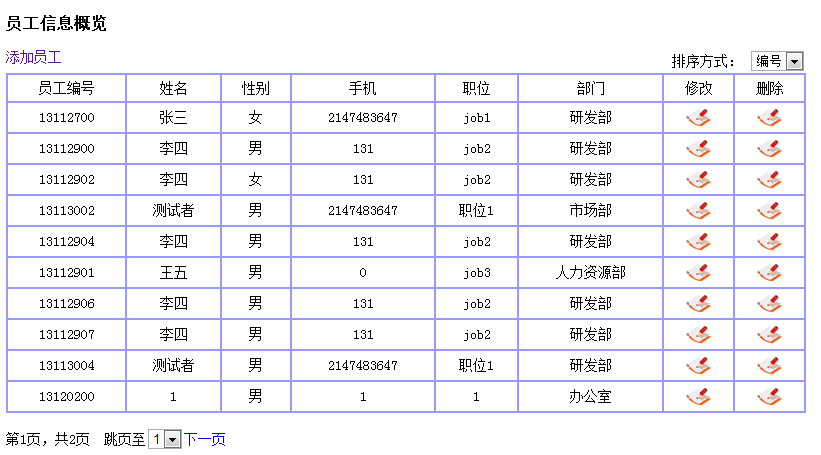 员工信息概览
添加员工 排序方式： 编号
员工编号 姓名 性别 手机 职位 部门 修改 删除
13112700 张三 女 2147483647 job1 研发部
13112900 李四 男 131 job2 研发部
13112902 李四 女 131 job2 研发部
13113002 测试者 男 2147483647 职位1 市场部
13112904 李四 男 131 job2 研发部
13112901 王五 男 0 job3 人力资源部
13112906 李四 男 131 job2 研发部
13112907 李四 男 131 job2 研发部
13113004 测试者 男 2147483647 职位1 研发部
13120200 1 男 1 1 办公室
第1页，共2页 跳页至 1 下一页